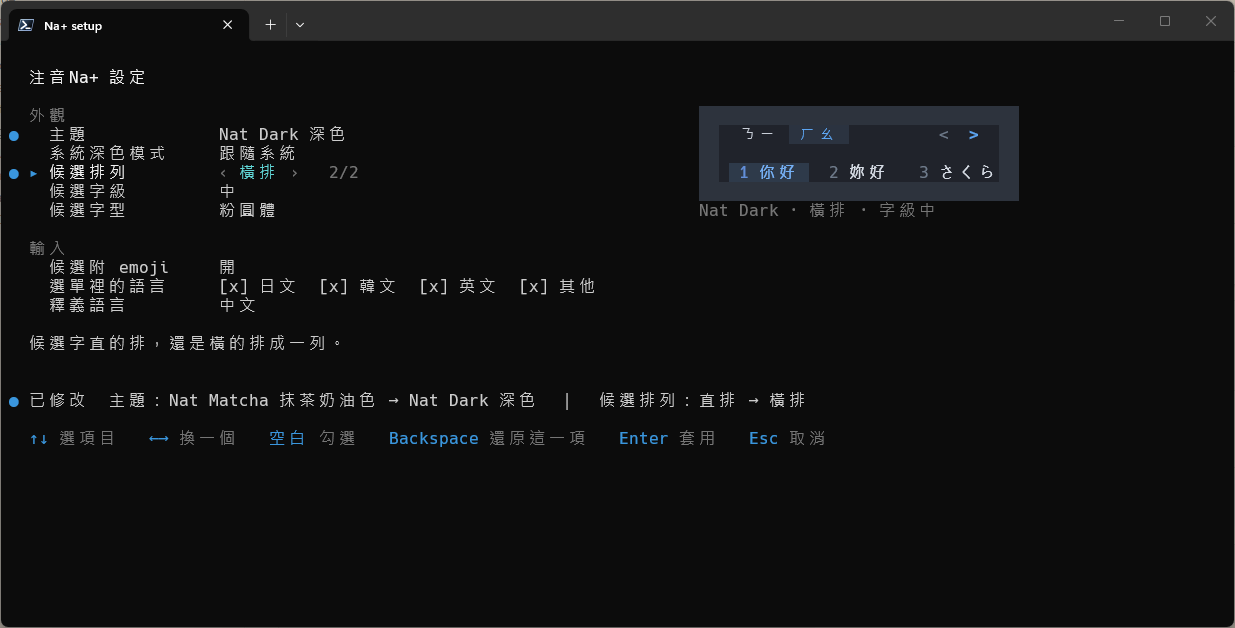 Na+ setup
注音Na+ 設定
外觀
主題 Nat Dark 深色
系統深色模式 跟隨系統
候選排列 ‹ 橫排 › 2/2
候選字級 中
候選字型 粉圓體
ㄋㄧ ㄏㄠ < >
1 你好 2 妳好 3 さくら
Nat Dark · 橫排 · 字級中
輸入
候選附 emoji 開
選單裡的語言 [x] 日文 [x] 韓文 [x] 英文 [x] 其他
釋義語言 中文
候選字直的排，還是橫的排成一列。
已修改 主題：Nat Matcha 抹茶奶油色 → Nat Dark 深色 | 候選排列：直排 → 橫排
↑↓ 選項目 ←→ 換一個 空白 勾選 Backspace 還原這一項 Enter 套用 Esc 取消